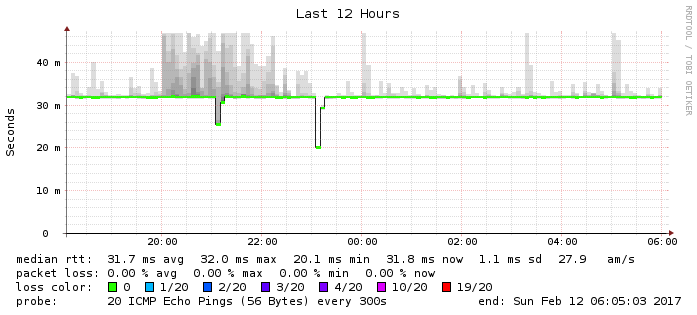 Last 12 Hours
RRDTOOL / TOBI OETIKER
Seconds
40 m
30 m
20 m
10 m
0
20:00 22:00 00:00 02:00 04:00 06:00
median rtt: 31.7 ms avg 32.0 ms max 20.1 ms min 31.8 ms now 1.1 ms sd 27.9 am/s
packet loss: 0.00 % avg 0.00 % max 0.00 % min 0.00 % now
loss color: 0 1/20 2/20 3/20 4/20 10/20 19/20
probe: 20 ICMP Echo Pings (56 Bytes) every 300s end: Sun Feb 12 06:05:03 2017